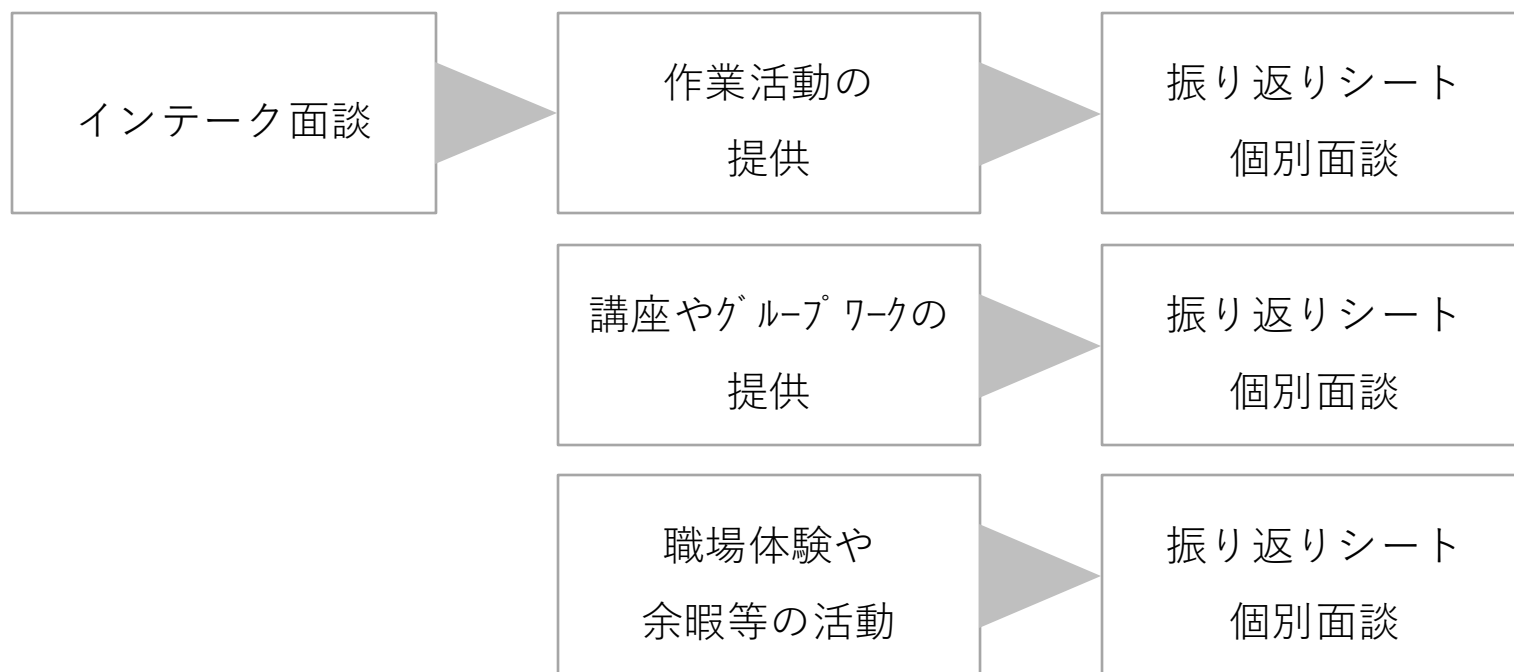 インテーク面談
作業活動の
提供
振り返りシート
個別面談
講座やｸﾞﾙｰﾌﾟﾜｰｸの
提供
振り返りシート
個別面談
職場体験や
余暇等の活動
振り返りシート
個別面談